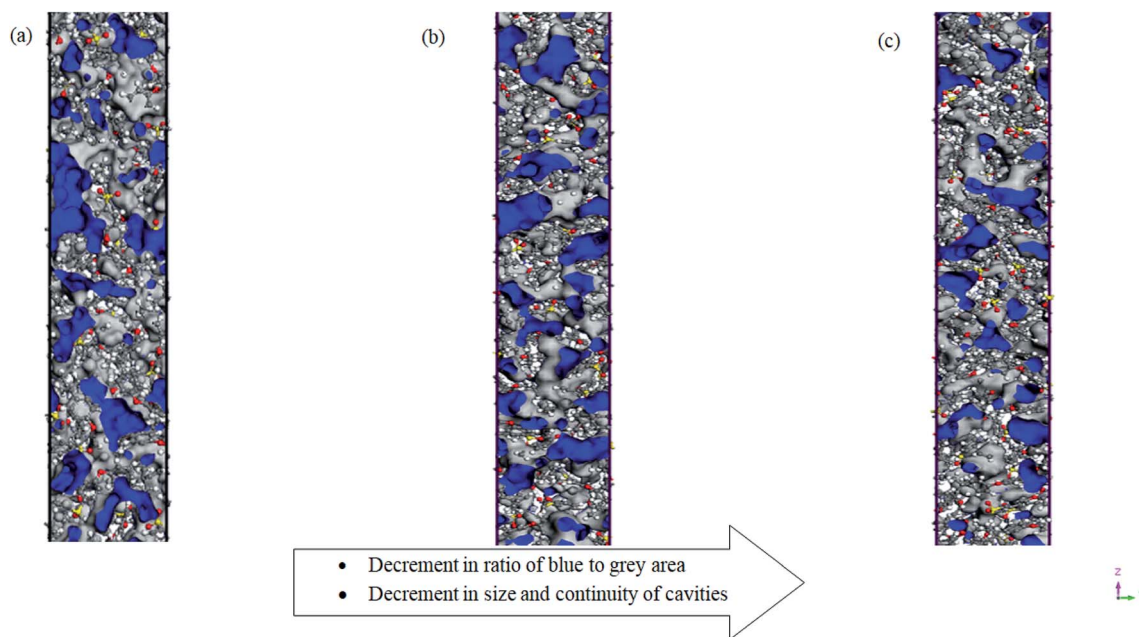 (a)
(b)
(c)
• Decrement in ratio of blue to grey area
• Decrement in size and continuity of cavities
z